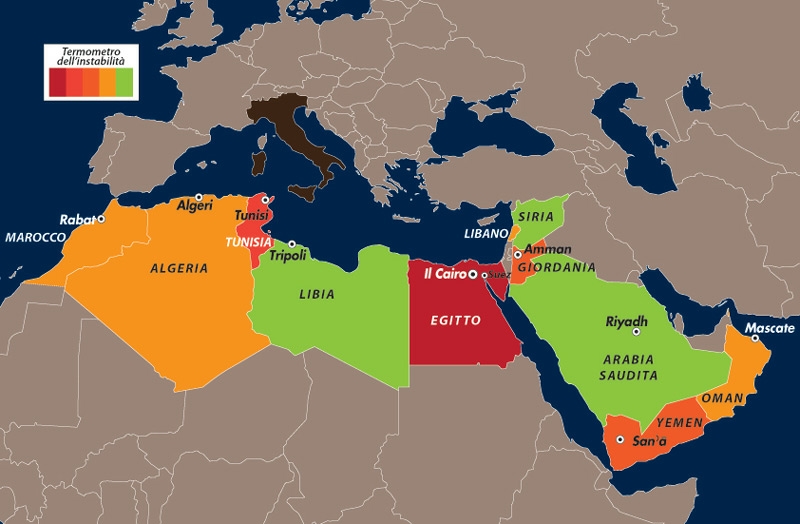 Termometro
dell'instabilità
Rabat
MAROCCO
Algeri
ALGERIA
Tunisi
TUNISIA
Tripoli
LIBIA
Il Cairo
Suez
EGITTO
LIBANO
SIRIA
Amman
GIORDANIA
Riyadh
ARABIA
SAUDITA
Mascate
OMAN
YEMEN
San'a